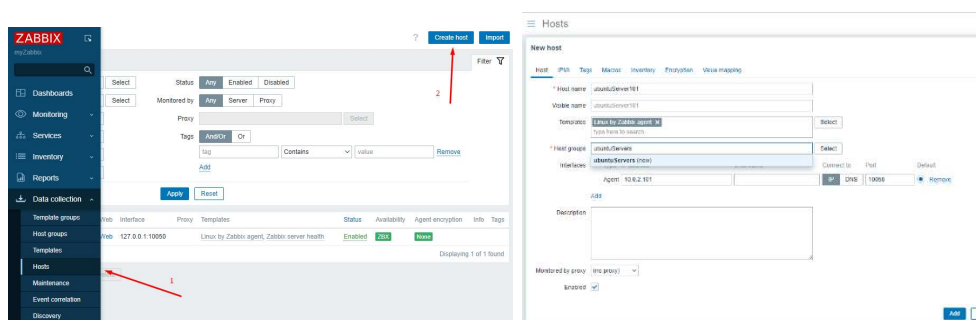 ZABBIX
myZabbix
Dashboards
Monitoring
Services
Inventory
Reports
Data collection
Template groups
Host groups
Templates
Hosts
Maintenance
Event correlation
Discovery
? Create host Import
Filter
2
Select Status Any Enabled Disabled
Select Monitored by Any Server Proxy
Proxy Select
Tags And/Or Or
tag Contains value Remove
Add
Apply Reset
Web Interface Proxy Templates Status Availability Agent encryption Info Tags
Web 127.0.0.1:10050 Linux by Zabbix agent, Zabbix server health Enabled ZBX None
Displaying 1 of 1 found
1
Hosts
New host
Host IPMI Tags Macros Inventory Encryption Value mapping
* Host name ubuntuServer101
Visible name ubuntuServer101
Templates Linux by Zabbix agent Select
type here to search
* Host groups ubuntuServers Select
ubuntuServers (new)
Interfaces Connect to Port Default
Agent 10.0.2.101 IP DNS 10050 Remove
Add
Description
Monitored by proxy (no proxy)
Enabled
Add